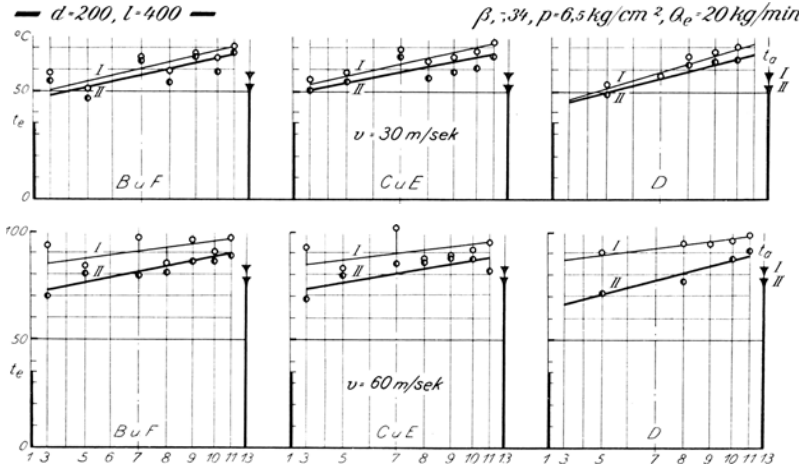 d=200, l=400
β, ÷34, p=6,5 kg/cm², Qe=20 kg/min
°C
I
II
50
te
0
v = 30 m/sek
ta
I
II
B u F
C u E
D
100
I
II
50
te
0
v = 60 m/sek
ta
I
II
B u F
C u E
D
1 3 5 7 9 10 11 13
1 3 5 7 9 10 11 13
1 3 5 7 8 9 10 11 13